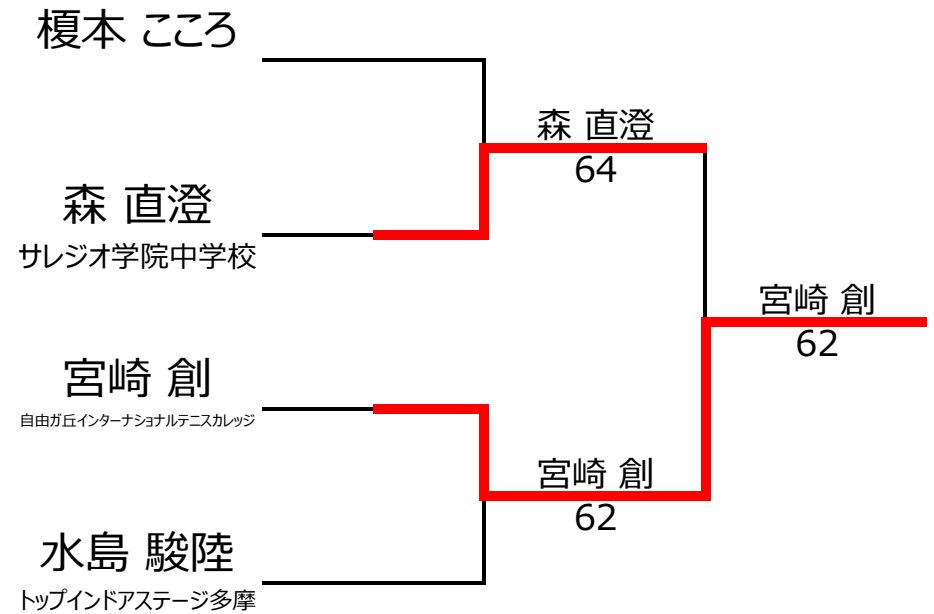 榎本 こころ
森 直澄
64
森 直澄
サレジオ学院中学校
宮崎 創
62
宮崎 創
自由ガ丘インターナショナルテニスカレッジ
宮崎 創
62
水島 駿陸
トップインドアステージ多摩